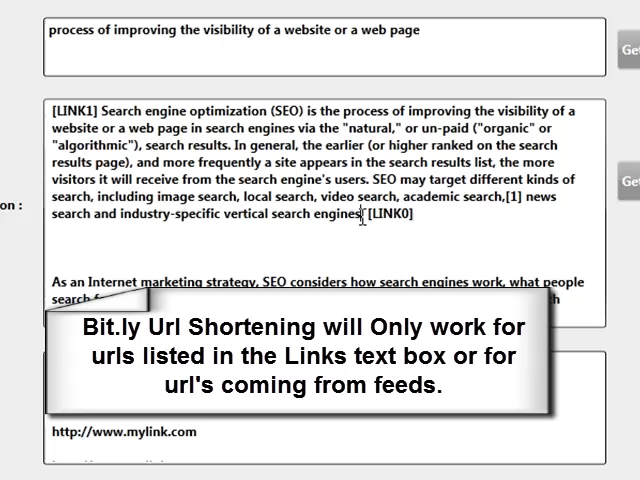 process of improving the visibility of a website or a web page
Get
[LINK1] Search engine optimization (SEO) is the process of improving the visibility of a
website or a web page in search engines via the "natural," or un-paid ("organic" or
"algorithmic"), search results. In general, the earlier (or higher ranked on the search
results page), and more frequently a site appears in the search results list, the more
visitors it will receive from the search engine's users. SEO may target different kinds of
search, including image search, local search, video search, academic search,[1] news
search and industry-specific vertical search engines [LINK0]
Get
on :
As an Internet marketing strategy, SEO considers how search engines work, what people
search
Bit.ly Url Shortening will Only work for
urls listed in the Links text box or for
url's coming from feeds.
http://www.mylink.com